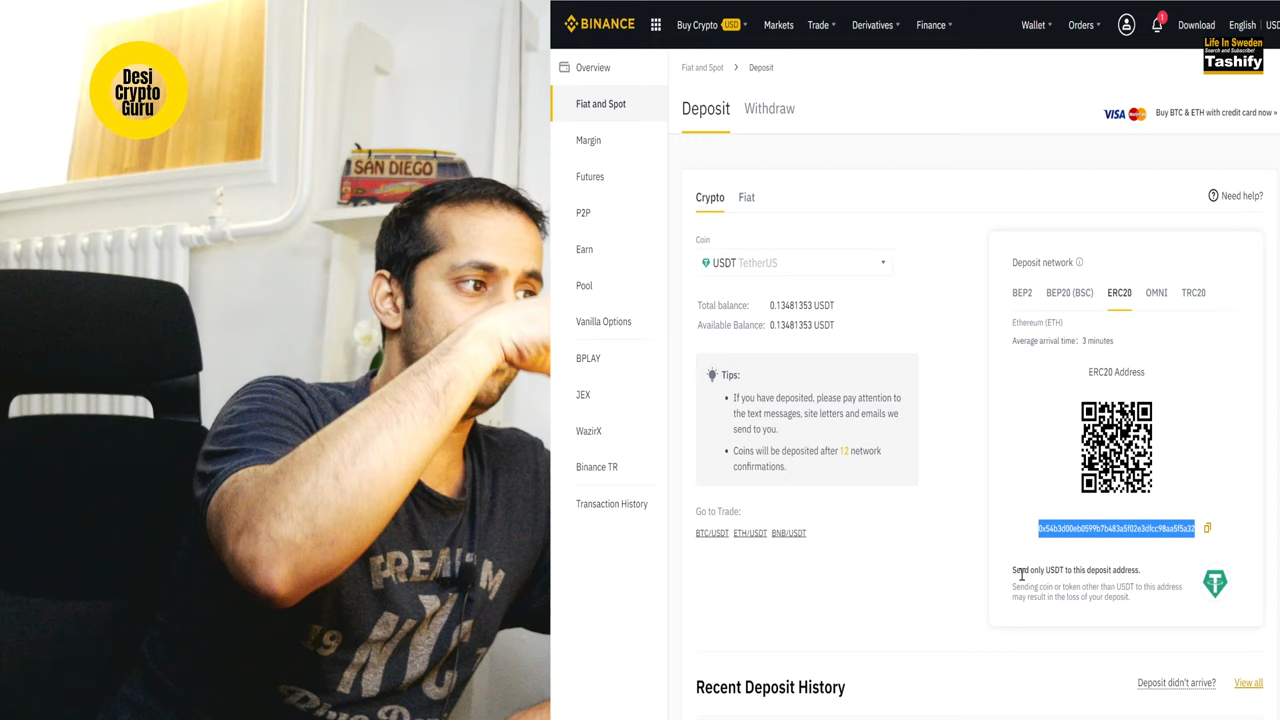 Desi
Crypto
Guru
SAN DIEGO
PREMIUM
19
BINANCE
Buy Crypto USD
Markets
Trade
Derivatives
Finance
Wallet
Orders
1
Download
English
USD
Life In Sweden
Search and Subscribe!
Tashify
Overview
Fiat and Spot
Margin
Futures
P2P
Earn
Pool
Vanilla Options
BPLAY
JEX
WazirX
Binance TR
Transaction History
Fiat and Spot > Deposit
Deposit Withdraw
VISA MasterCard Buy BTC & ETH with credit card now »
Crypto Fiat
Need help?
Coin
USDT TetherUS
Total balance: 0.13481353 USDT
Available Balance: 0.13481353 USDT
Tips:
• If you have deposited, please pay attention to
the text messages, site letters and emails we
send to you.
• Coins will be deposited after 12 network
confirmations.
Go to Trade:
BTC/USDT ETH/USDT BNB/USDT
Deposit network
BEP2 BEP20 (BSC) ERC20 OMNI TRC20
Ethereum (ETH)
Average arrival time: 3 minutes
ERC20 Address
0x54b3d00eb0599b7b483a5f02e3dfcc98aa5f5a32
Send only USDT to this deposit address.
Sending coin or token other than USDT to this address
may result in the loss of your deposit.
Recent Deposit History
Deposit didn't arrive? View all